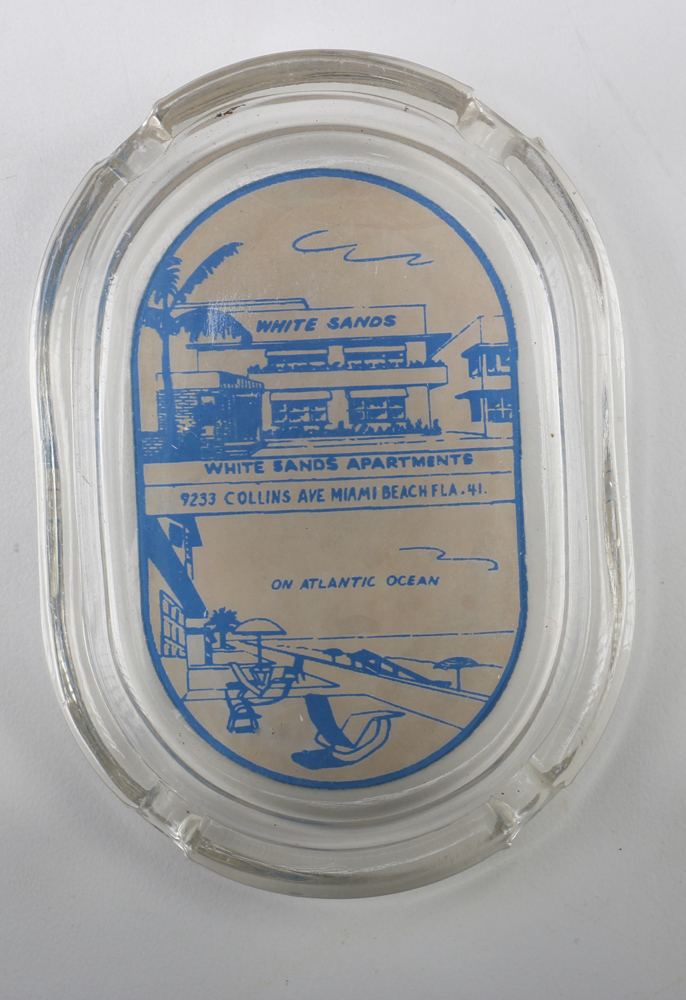 WHITE SANDS
WHITE SANDS APARTMENTS
9233 COLLINS AVE MIAMI BEACH FLA. 41.
ON ATLANTIC OCEAN